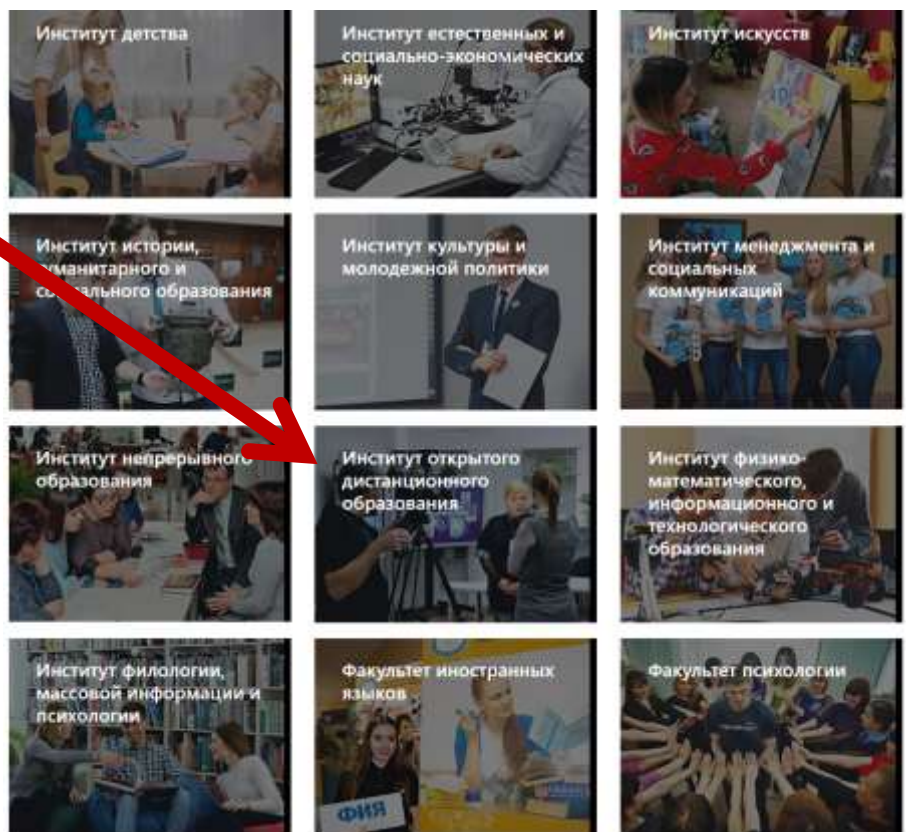 Институт детства
Институт естественных и
социально-экономических
наук
Институт искусств
Институт истории,
гуманитарного и
социального образования
Институт культуры и
молодежной политики
Институт менеджмента и
социальных
коммуникаций
Институт непрерывного
образования
Институт открытого
дистанционного
образования
Институт физико-
математического,
информационного и
технологического
образования
Институт филологии,
массовой информации и
психологии
Факультет иностранных
языков
ФИЯ
Факультет психологии